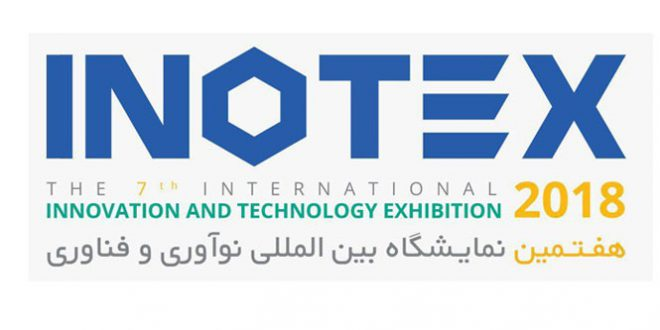 INOTEX
THE 7th INTERNATIONAL
INNOVATION AND TECHNOLOGY EXHIBITION 2018
هفتمین نمایشگاه بین المللی نوآوری و فناوری